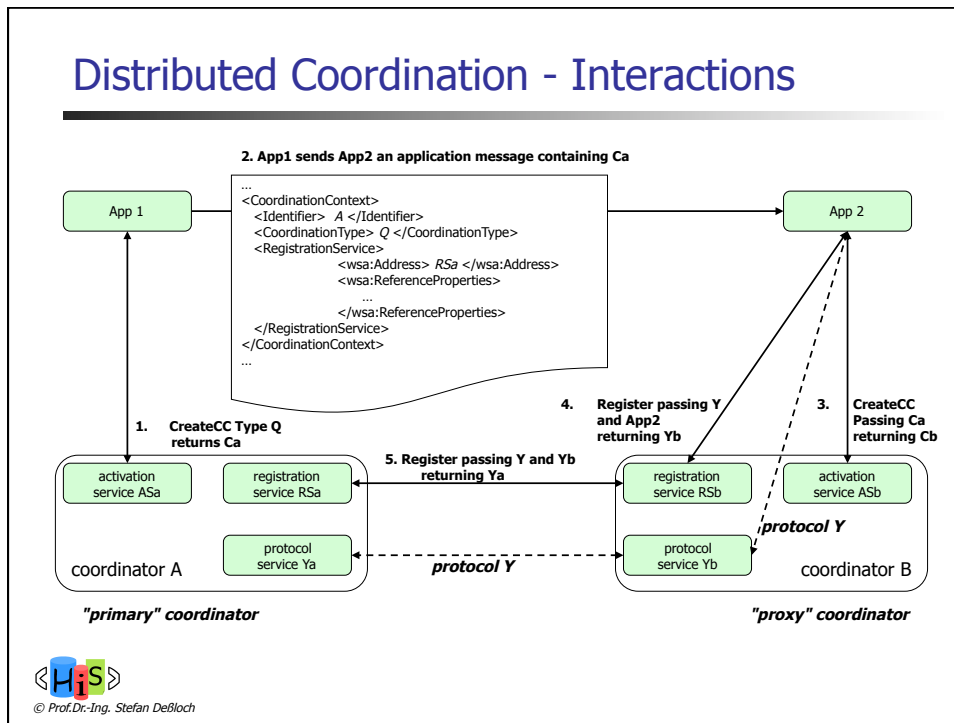 Distributed Coordination - Interactions
2. App1 sends App2 an application message containing Ca
...
<CoordinationContext>
<Identifier> A </Identifier>
<CoordinationType> Q </CoordinationType>
<RegistrationService>
<wsa:Address> RSa </wsa:Address>
<wsa:ReferenceProperties>
...
</wsa:ReferenceProperties>
</RegistrationService>
</CoordinationContext>
...
App 1
App 2
1. CreateCC Type Q
returns Ca
4. Register passing Y
and App2
returning Yb
3. CreateCC
Passing Ca
returning Cb
activation
service ASa
registration
service RSa
5. Register passing Y and Yb
returning Ya
registration
service RSb
activation
service ASb
protocol Y
protocol
service Ya
coordinator A
protocol Y
protocol
service Yb
coordinator B
"primary" coordinator
"proxy" coordinator
<HiS>
© Prof.Dr.-Ing. Stefan Deßloch